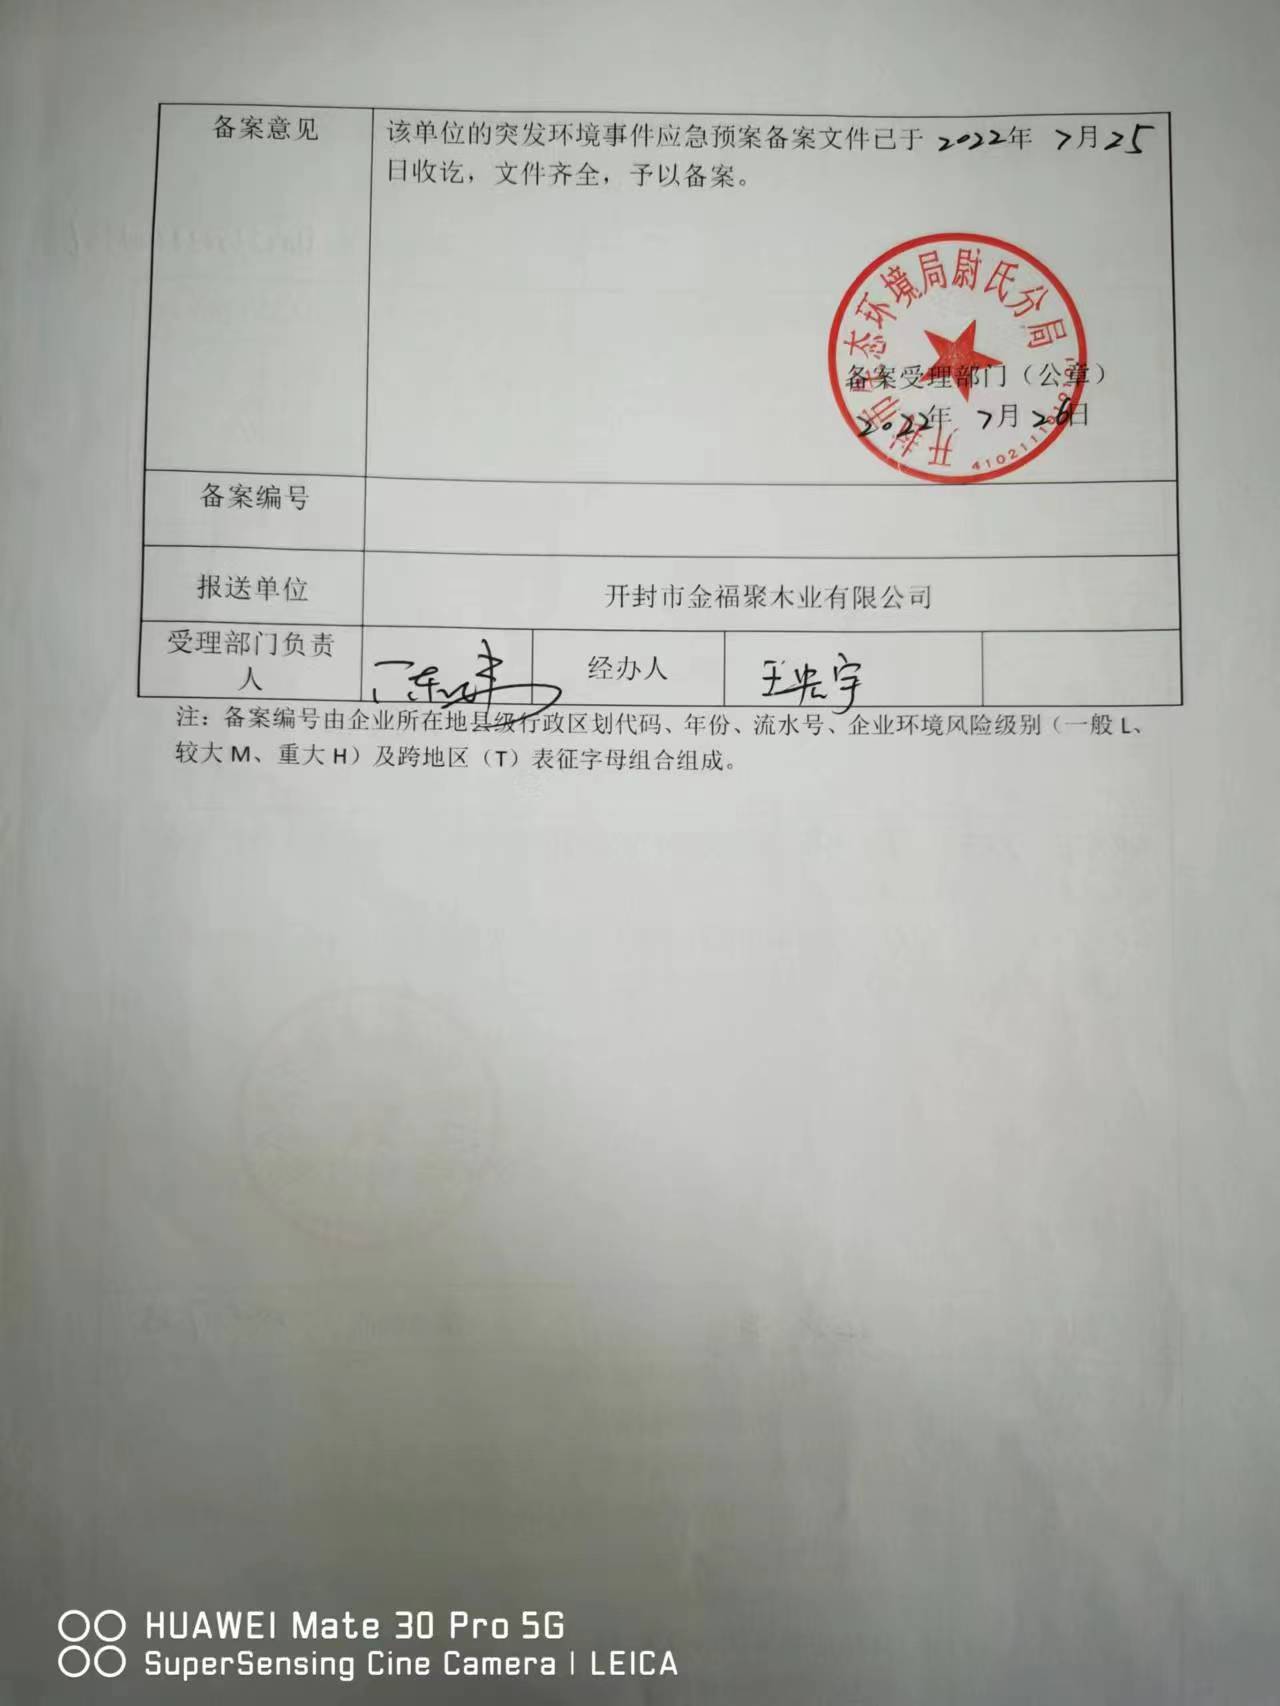 备案意见
该单位的突发环境事件应急预案备案文件已于 2022年 7月25
日收讫，文件齐全，予以备案。
开封市生态环境局尉氏分局
备案受理部门（公章）
2022年 7月26日
备案编号
报送单位
开封市金福聚木业有限公司
受理部门负责
人
经办人
王宏宇
注：备案编号由企业所在地县级行政区划代码、年份、流水号、企业环境风险级别（一般 L、
较大 M、重大 H）及跨地区（T）表征字母组合组成。
HUAWEI Mate 30 Pro 5G
SuperSensing Cine Camera | LEICA